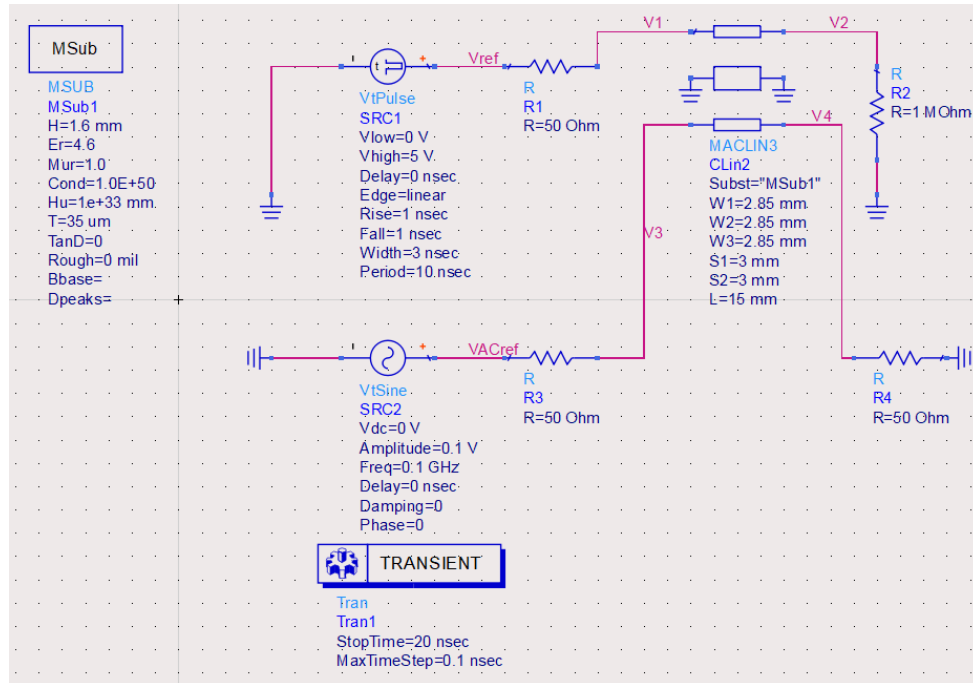 MSub
MSUB
MSub1
H=1.6 mm
Er=4.6
Mur=1.0
Cond=1.0E+50
Hu=1e+33 mm
T=35 um
TanD=0
Rough=0 mil
Bbase=
Dpeaks=
Vref
VtPulse
SRC1
Vlow=0 V
Vhigh=5 V
Delay=0 nsec
Edge=linear
Rise=1 nsec
Fall=1 nsec
Width=3 nsec
Period=10 nsec
R
R1
R=50 Ohm
V1
V2
R
R2
R=1 MOhm
V4
MACLIN3
CLin2
Subst="MSub1"
W1=2.85 mm
W2=2.85 mm
W3=2.85 mm
S1=3 mm
S2=3 mm
L=15 mm
V3
VACref
VtSine
SRC2
Vdc=0 V
Amplitude=0.1 V
Freq=0.1 GHz
Delay=0 nsec
Damping=0
Phase=0
R
R3
R=50 Ohm
R
R4
R=50 Ohm
TRANSIENT
Tran
Tran1
StopTime=20 nsec
MaxTimeStep=0.1 nsec